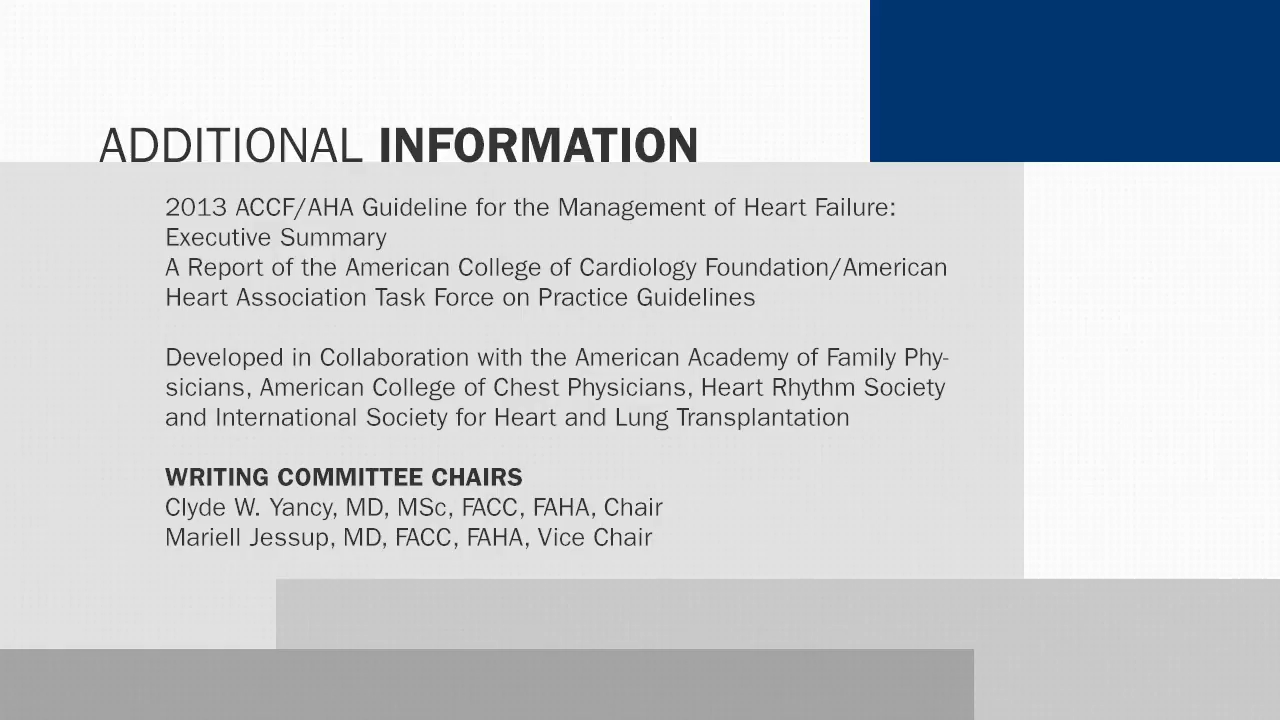 ADDITIONAL INFORMATION
2013 ACCF/AHA Guideline for the Management of Heart Failure:
Executive Summary
A Report of the American College of Cardiology Foundation/American
Heart Association Task Force on Practice Guidelines
Developed in Collaboration with the American Academy of Family Phy-
sicians, American College of Chest Physicians, Heart Rhythm Society
and International Society for Heart and Lung Transplantation
WRITING COMMITTEE CHAIRS
Clyde W. Yancy, MD, MSc, FACC, FAHA, Chair
Mariell Jessup, MD, FACC, FAHA, Vice Chair